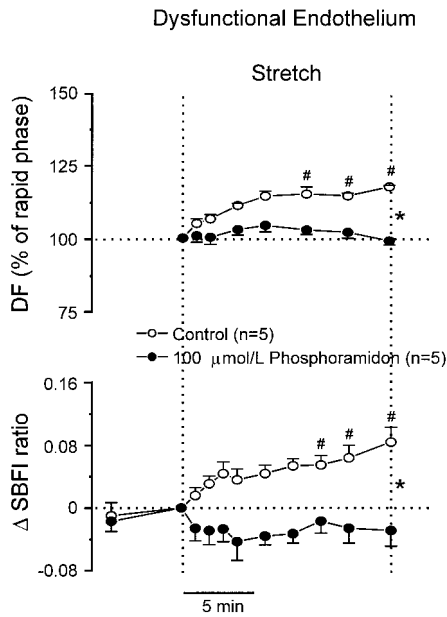 Dysfunctional Endothelium
Stretch
DF (% of rapid phase)
150
125
100
75
# # #
*
Control (n=5)
100 μmol/L Phosphoramidon (n=5)
Δ SBFI ratio
0.16
0.08
0
-0.08
# # #
*
5 min